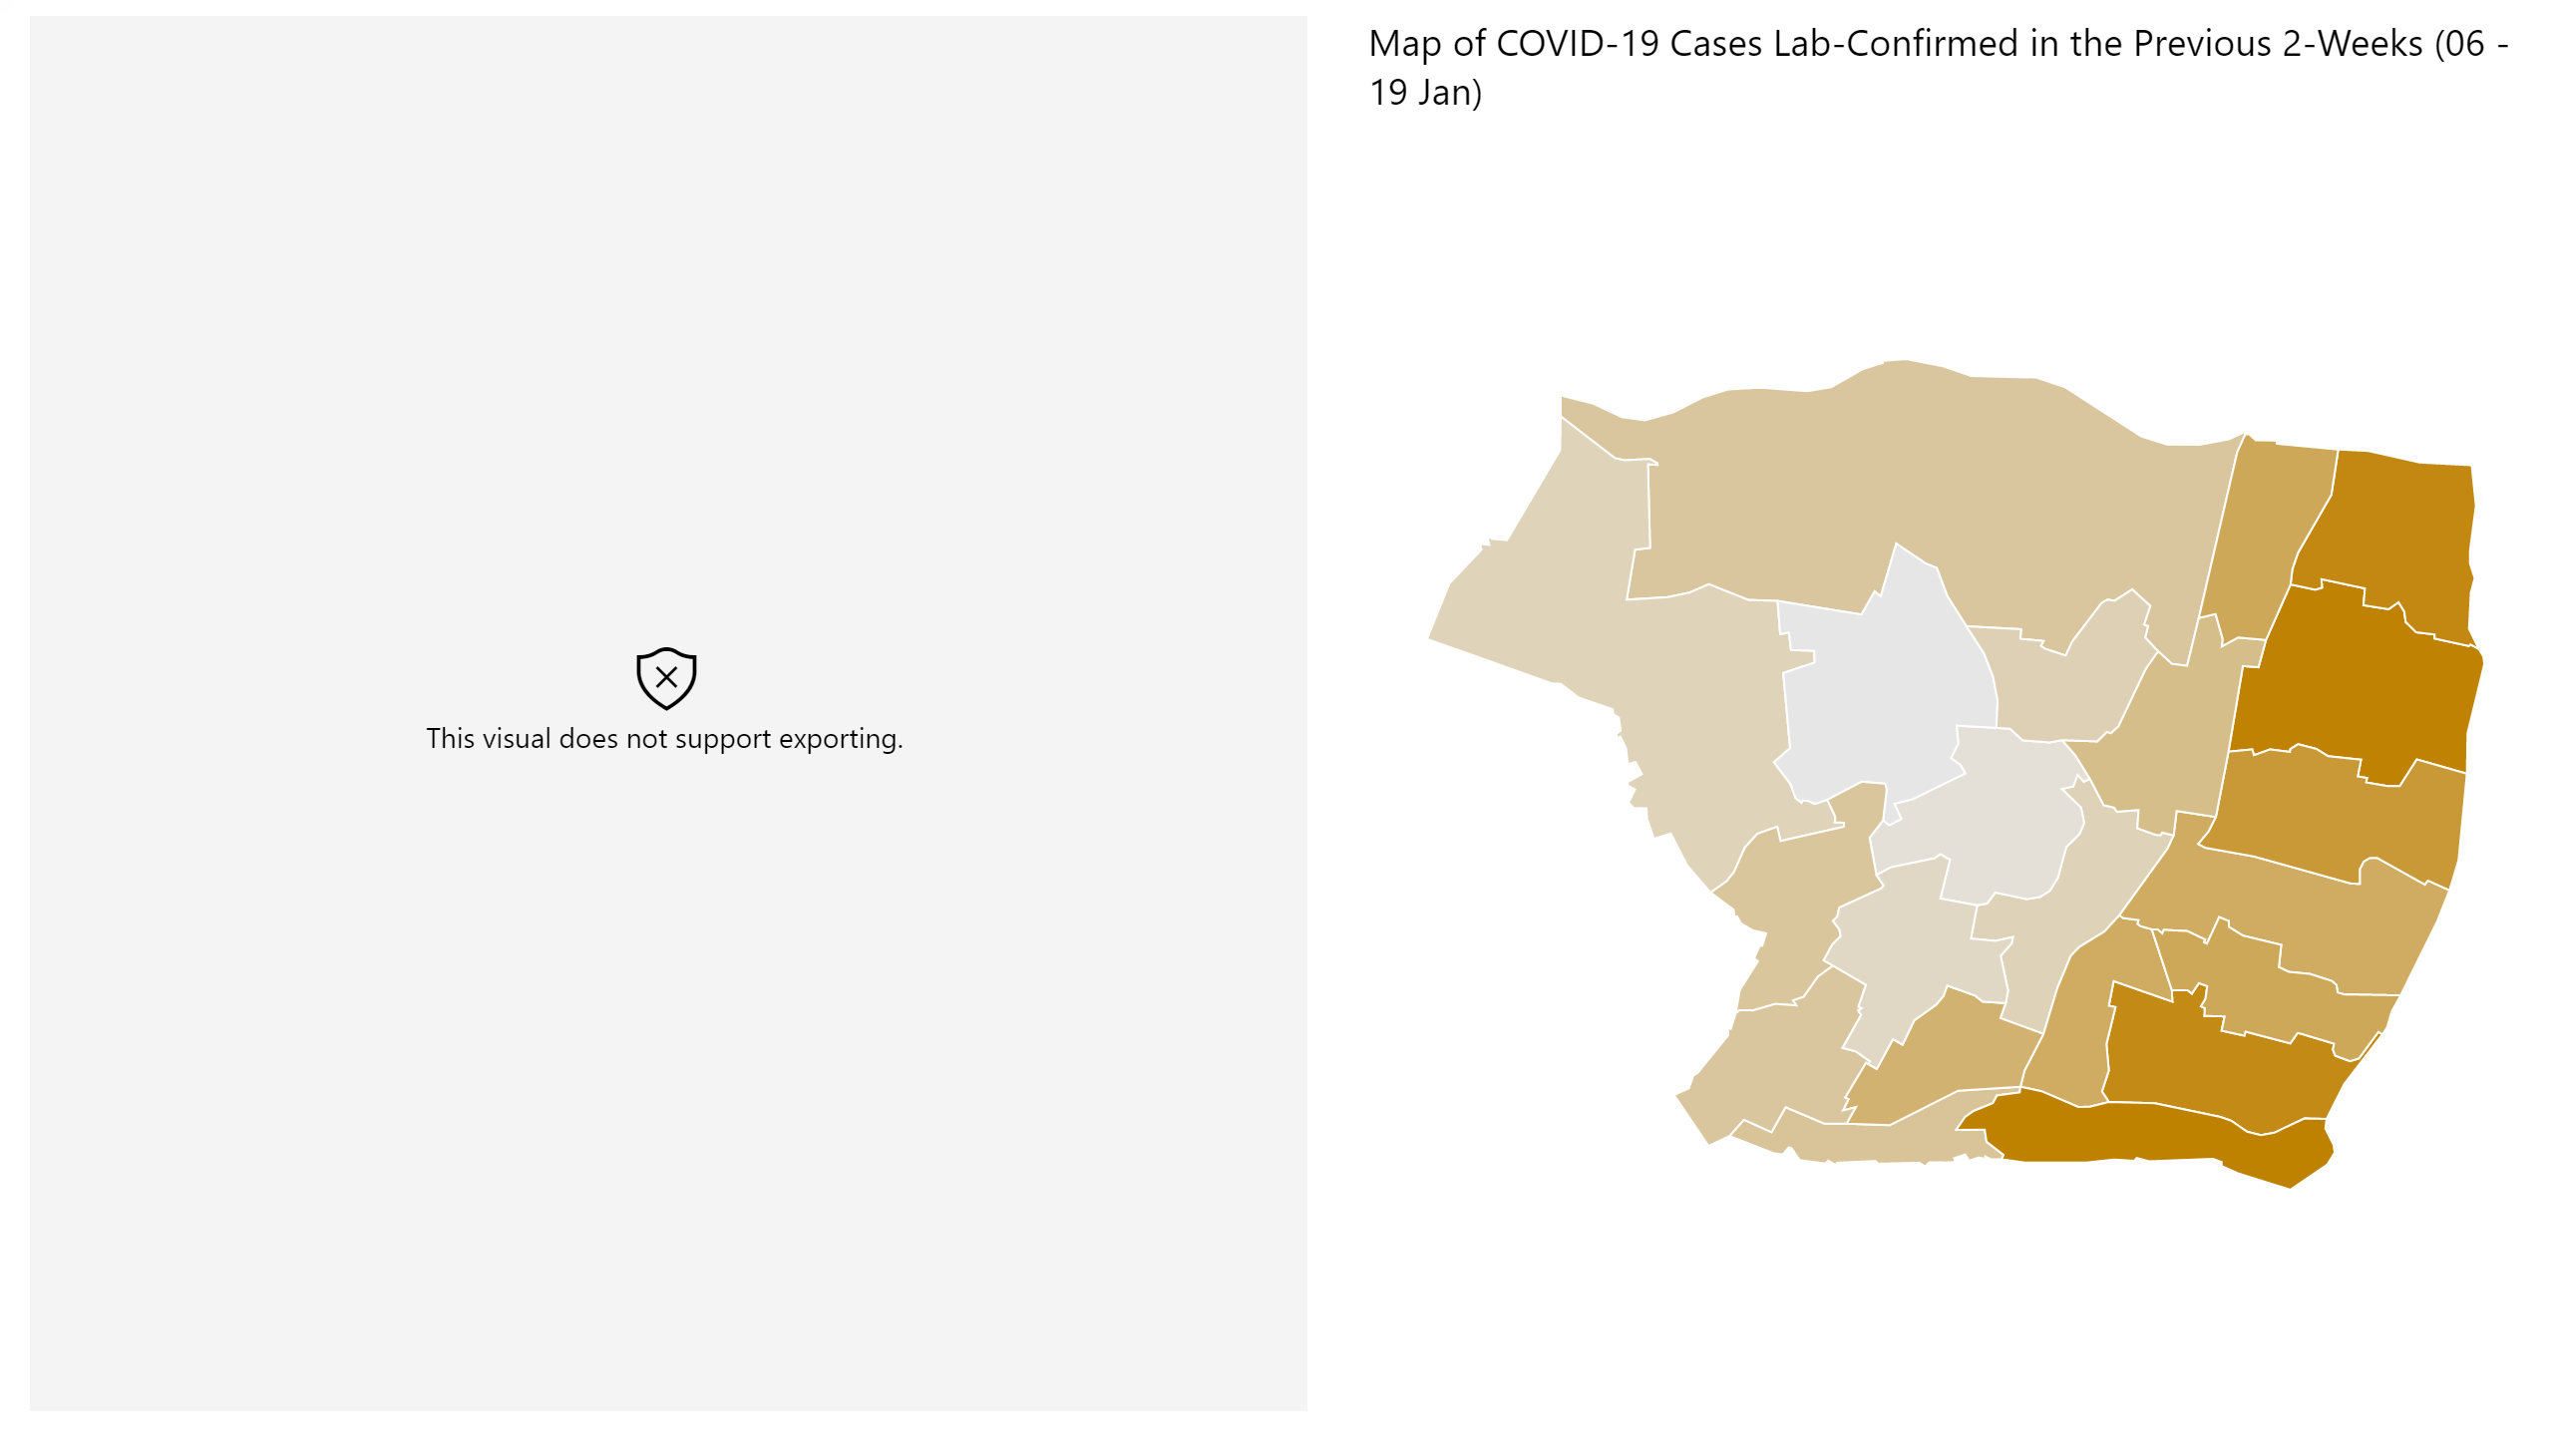 Map of COVID-19 Cases Lab-Confirmed in the Previous 2-Weeks (06 -
19 Jan)
This visual does not support exporting.